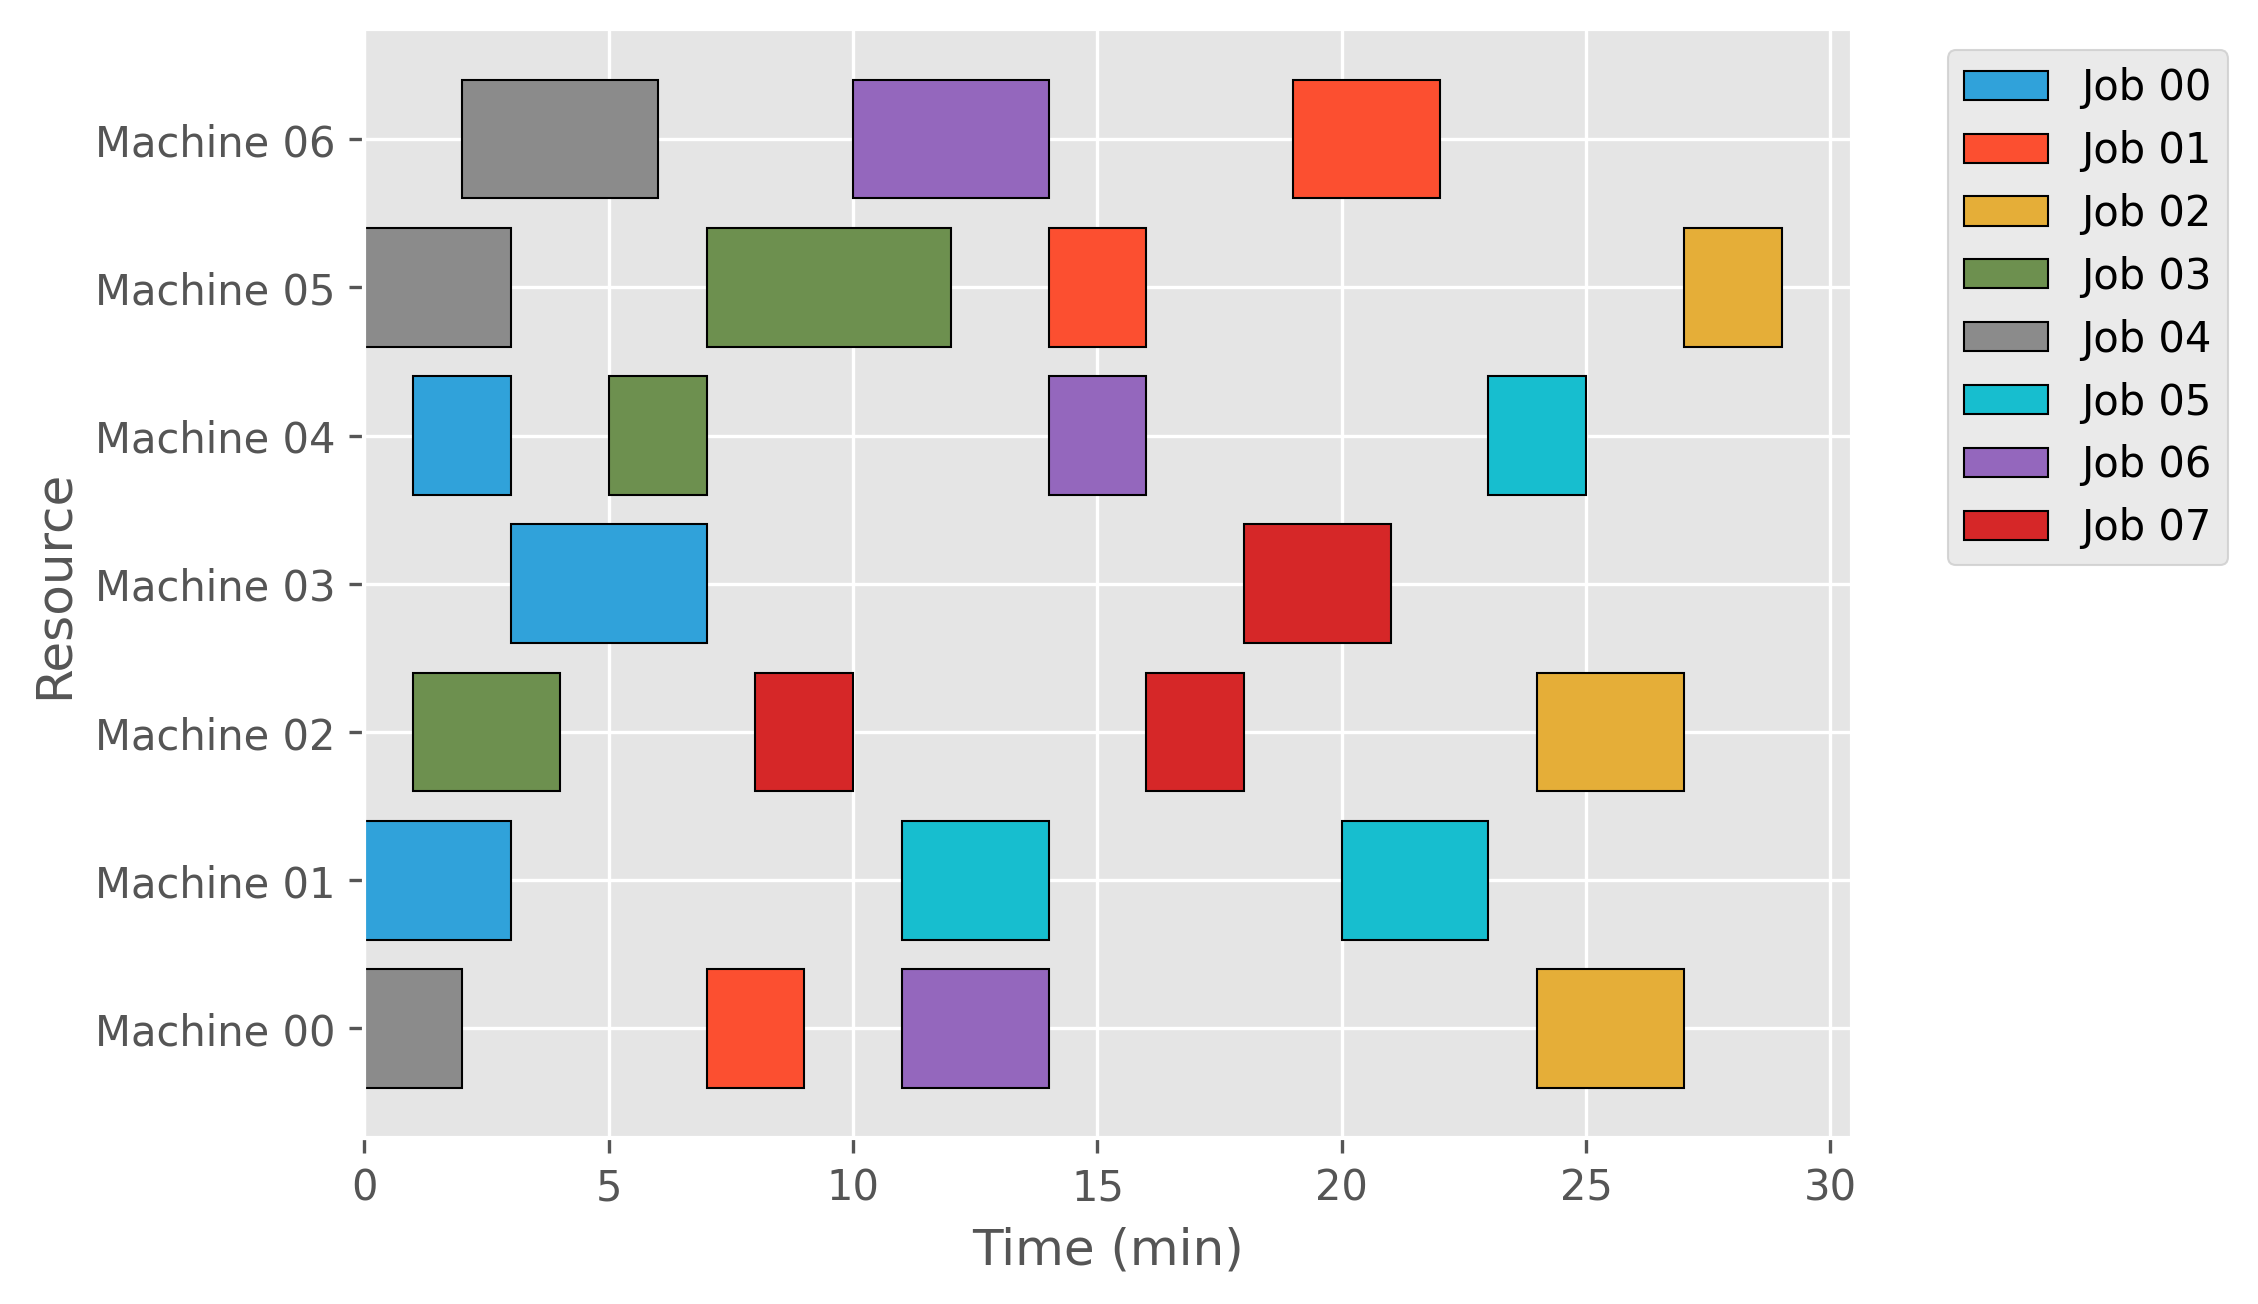 Machine 06
Machine 05
Machine 04
Machine 03
Machine 02
Machine 01
Machine 00
Resource
0 5 10 15 20 25 30
Time (min)
Job 00
Job 01
Job 02
Job 03
Job 04
Job 05
Job 06
Job 07